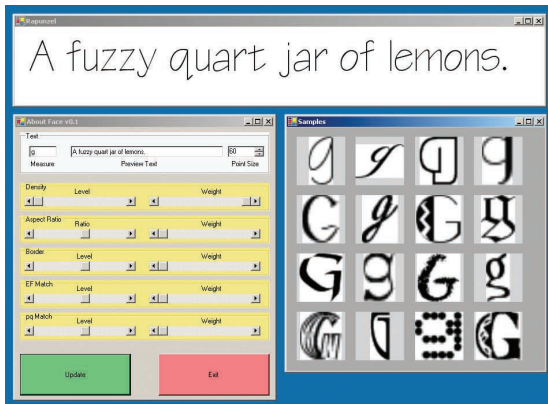 Rapunzel
A fuzzy quart jar of lemons.
About Face v0.1
Text
g A fuzzy quart jar of lemons. 60
Measure Preview Text Point Size
Density Level Weight
Aspect Ratio Ratio Weight
Border Level Weight
EF Match Level Weight
pq Match Level Weight
Update Exit
Samples
g g G g
G g G g
G g G g
G G g G